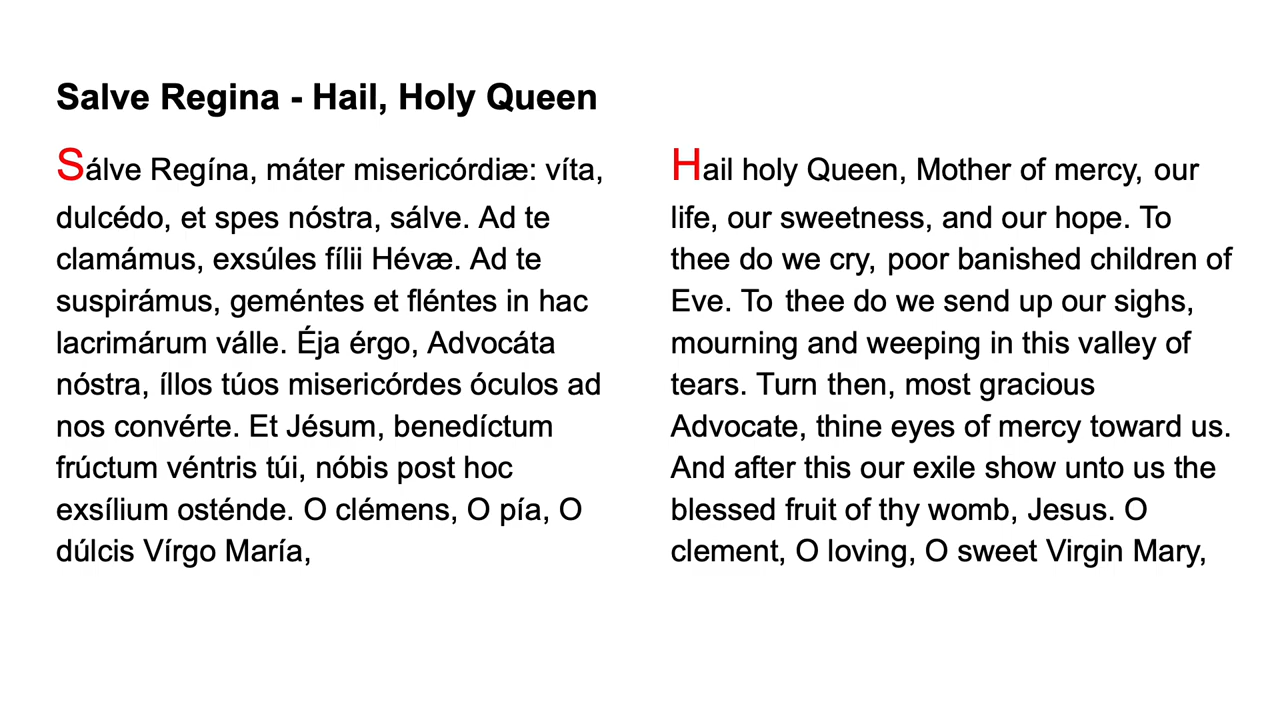 Salve Regina - Hail, Holy Queen
Sálve Regína, máter misericórdiæ: víta,
dulcédo, et spes nóstra, sálve. Ad te
clamámus, exsúles fílii Hévæ. Ad te
suspirámus, geméntes et fléntes in hac
lacrimárum válle. Éja érgo, Advocáta
nóstra, íllos túos misericórdes óculos ad
nos convérte. Et Jésum, benedíctum
frúctum véntris túi, nóbis post hoc
exsílium osténde. O clémens, O pía, O
dúlcis Vírgo María,
Hail holy Queen, Mother of mercy, our
life, our sweetness, and our hope. To
thee do we cry, poor banished children of
Eve. To thee do we send up our sighs,
mourning and weeping in this valley of
tears. Turn then, most gracious
Advocate, thine eyes of mercy toward us.
And after this our exile show unto us the
blessed fruit of thy womb, Jesus. O
clement, O loving, O sweet Virgin Mary,